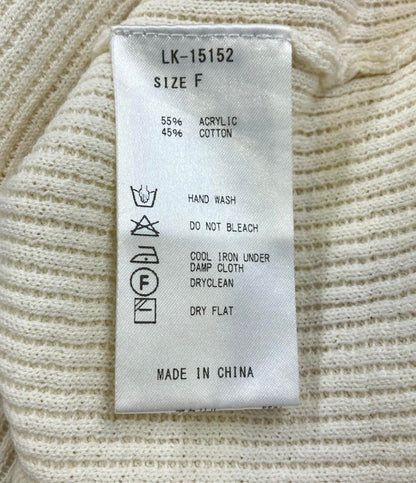 LK-15152
SIZE F
55% ACRYLIC
45% COTTON
HAND WASH
DO NOT BLEACH
COOL IRON UNDER
DAMP CLOTH
F DRYCLEAN
DRY FLAT
MADE IN CHINA